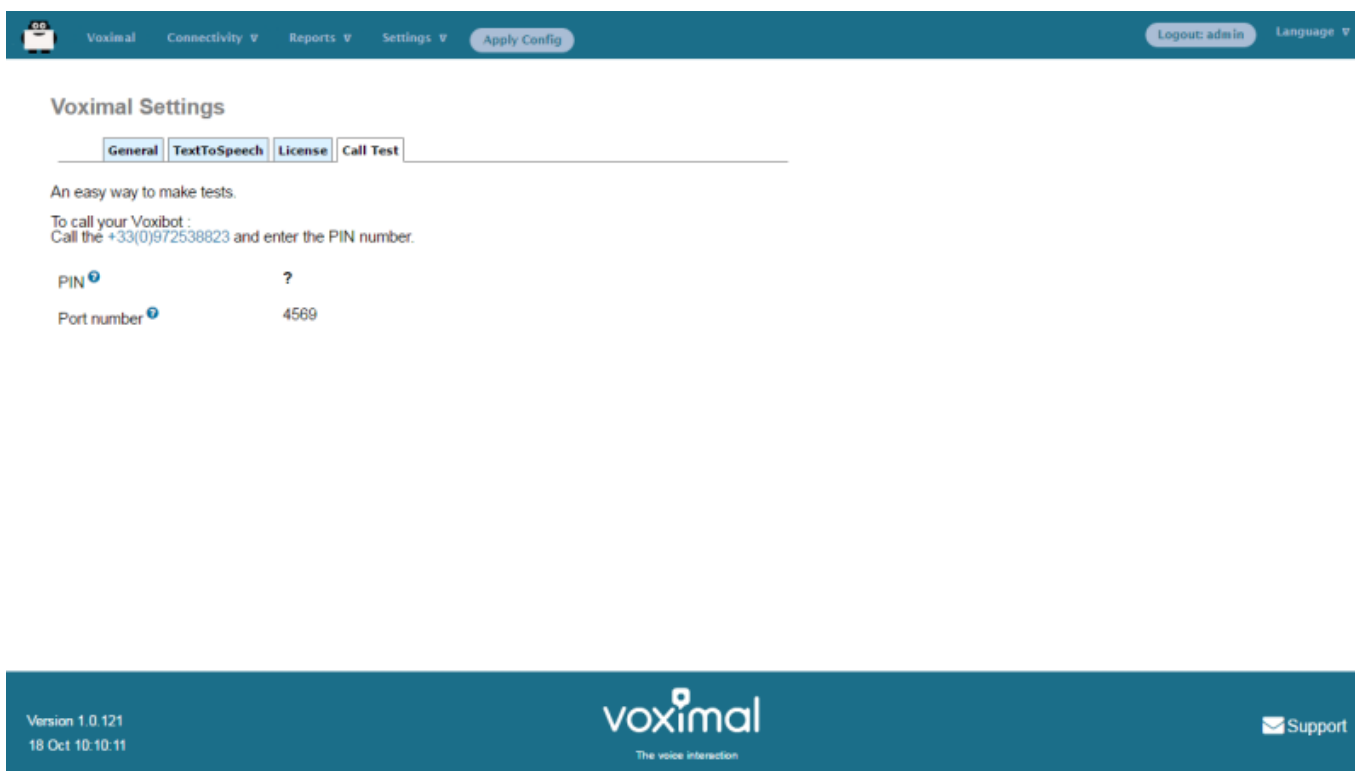 Voximal Connectivity ∇ Reports ∇ Settings ∇ Apply Config Logout: admin Language ∇
Voximal Settings
General TextToSpeech License Call Test
An easy way to make tests.
To call your Voxibot :
Call the +33(0)972538823 and enter the PIN number.
PIN ? ?
Port number ? 4569
Version 1.0.121
18 Oct 10:10:11
voximal
The voice interaction
Support